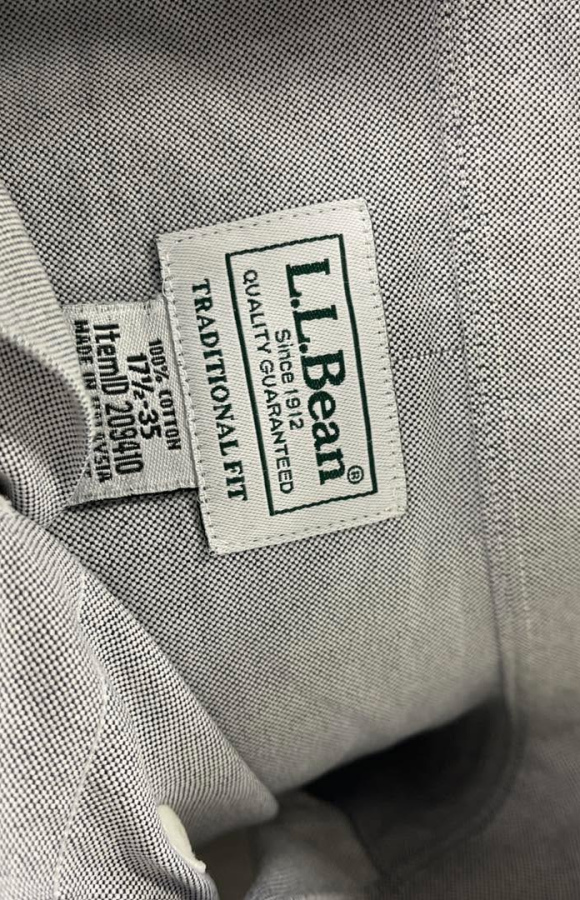 L.L.Bean®
Since 1912
QUALITY GUARANTEED
TRADITIONAL FIT
100% COTTON
17½-35
ItemID 209410
MADE IN